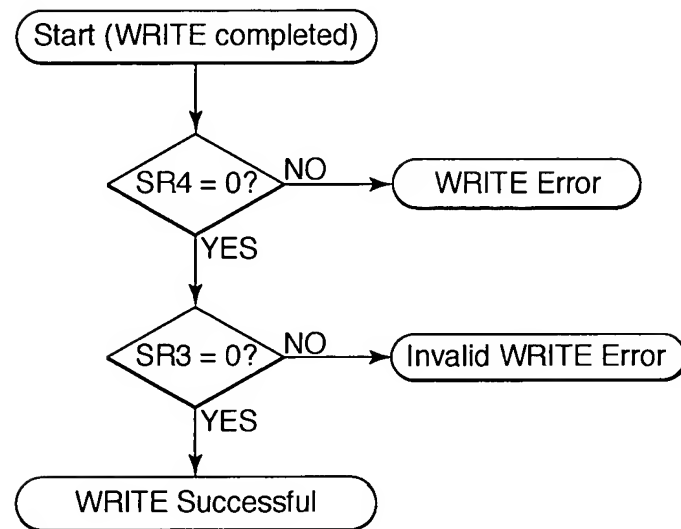 Start (WRITE completed)
SR4 = 0?
NO
WRITE Error
YES
SR3 = 0?
NO
Invalid WRITE Error
YES
WRITE Successful